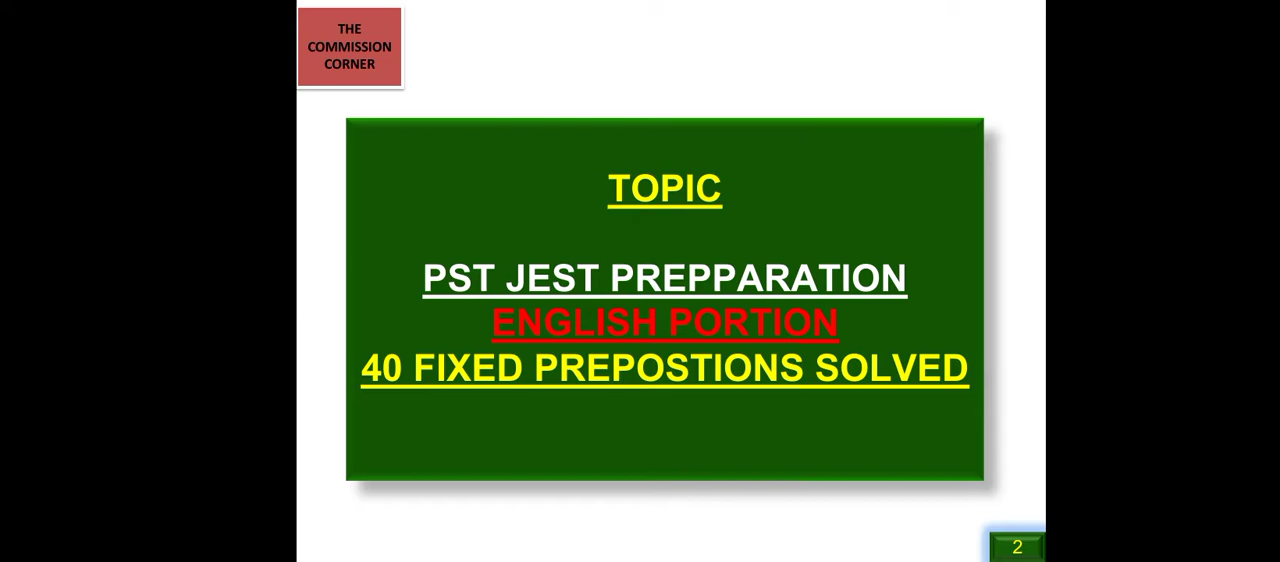 THE
COMMISSION
CORNER
TOPIC
PST JEST PREPPARATION
ENGLISH PORTION
40 FIXED PREPOSTIONS SOLVED
2